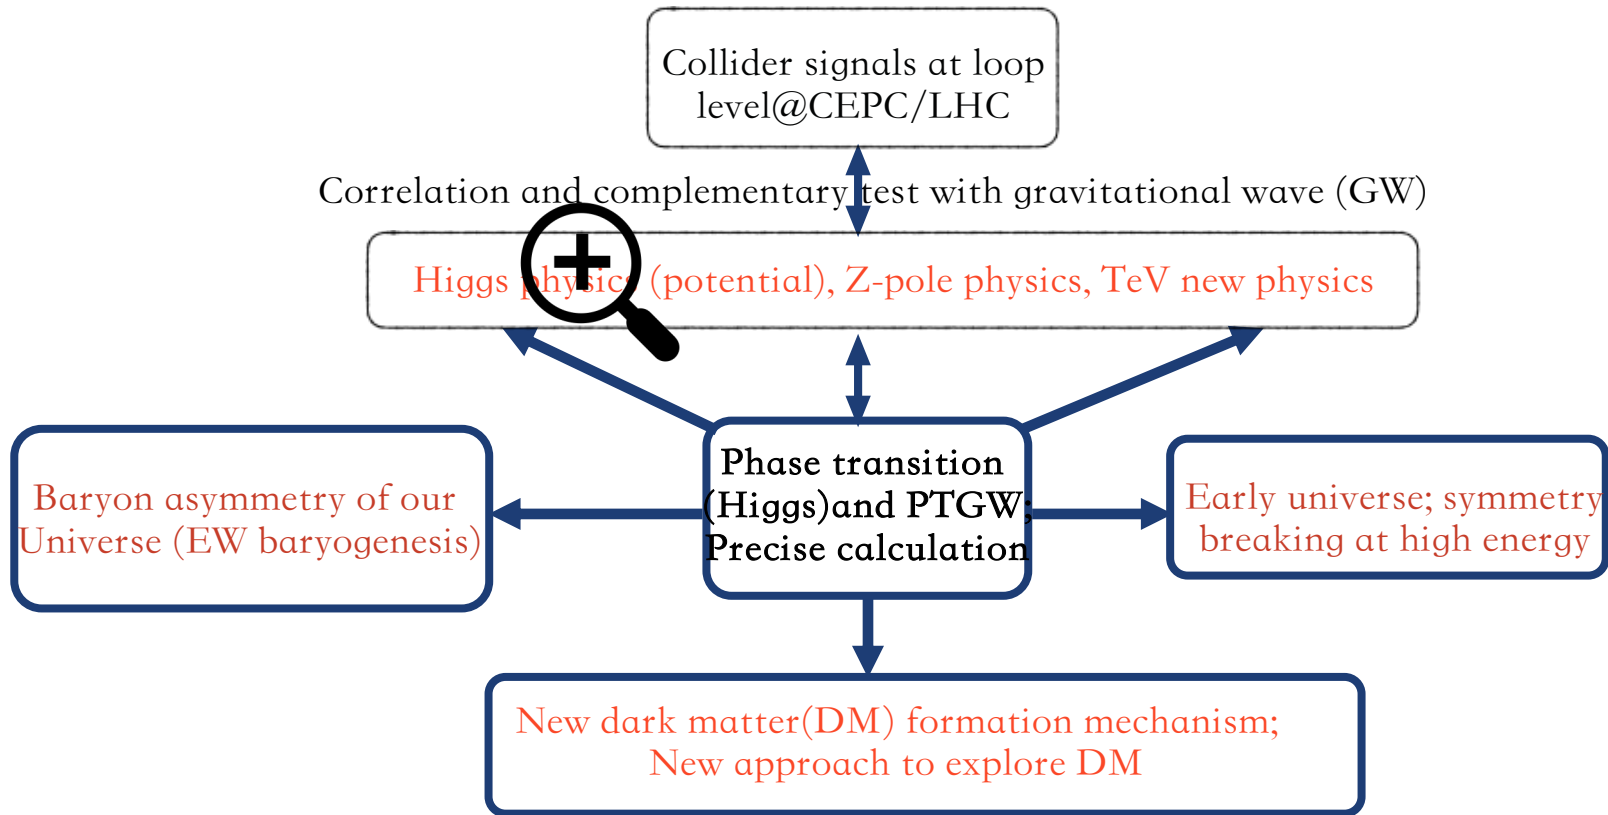 Collider signals at loop
level@CEPC/LHC
Correlation and complementary test with gravitational wave (GW)
Higgs physics (potential), Z-pole physics, TeV new physics
Baryon asymmetry of our
Universe (EW baryogenesis)
Phase transition
(Higgs)and PTGW;
Precise calculation
Early universe; symmetry
breaking at high energy
New dark matter(DM) formation mechanism;
New approach to explore DM